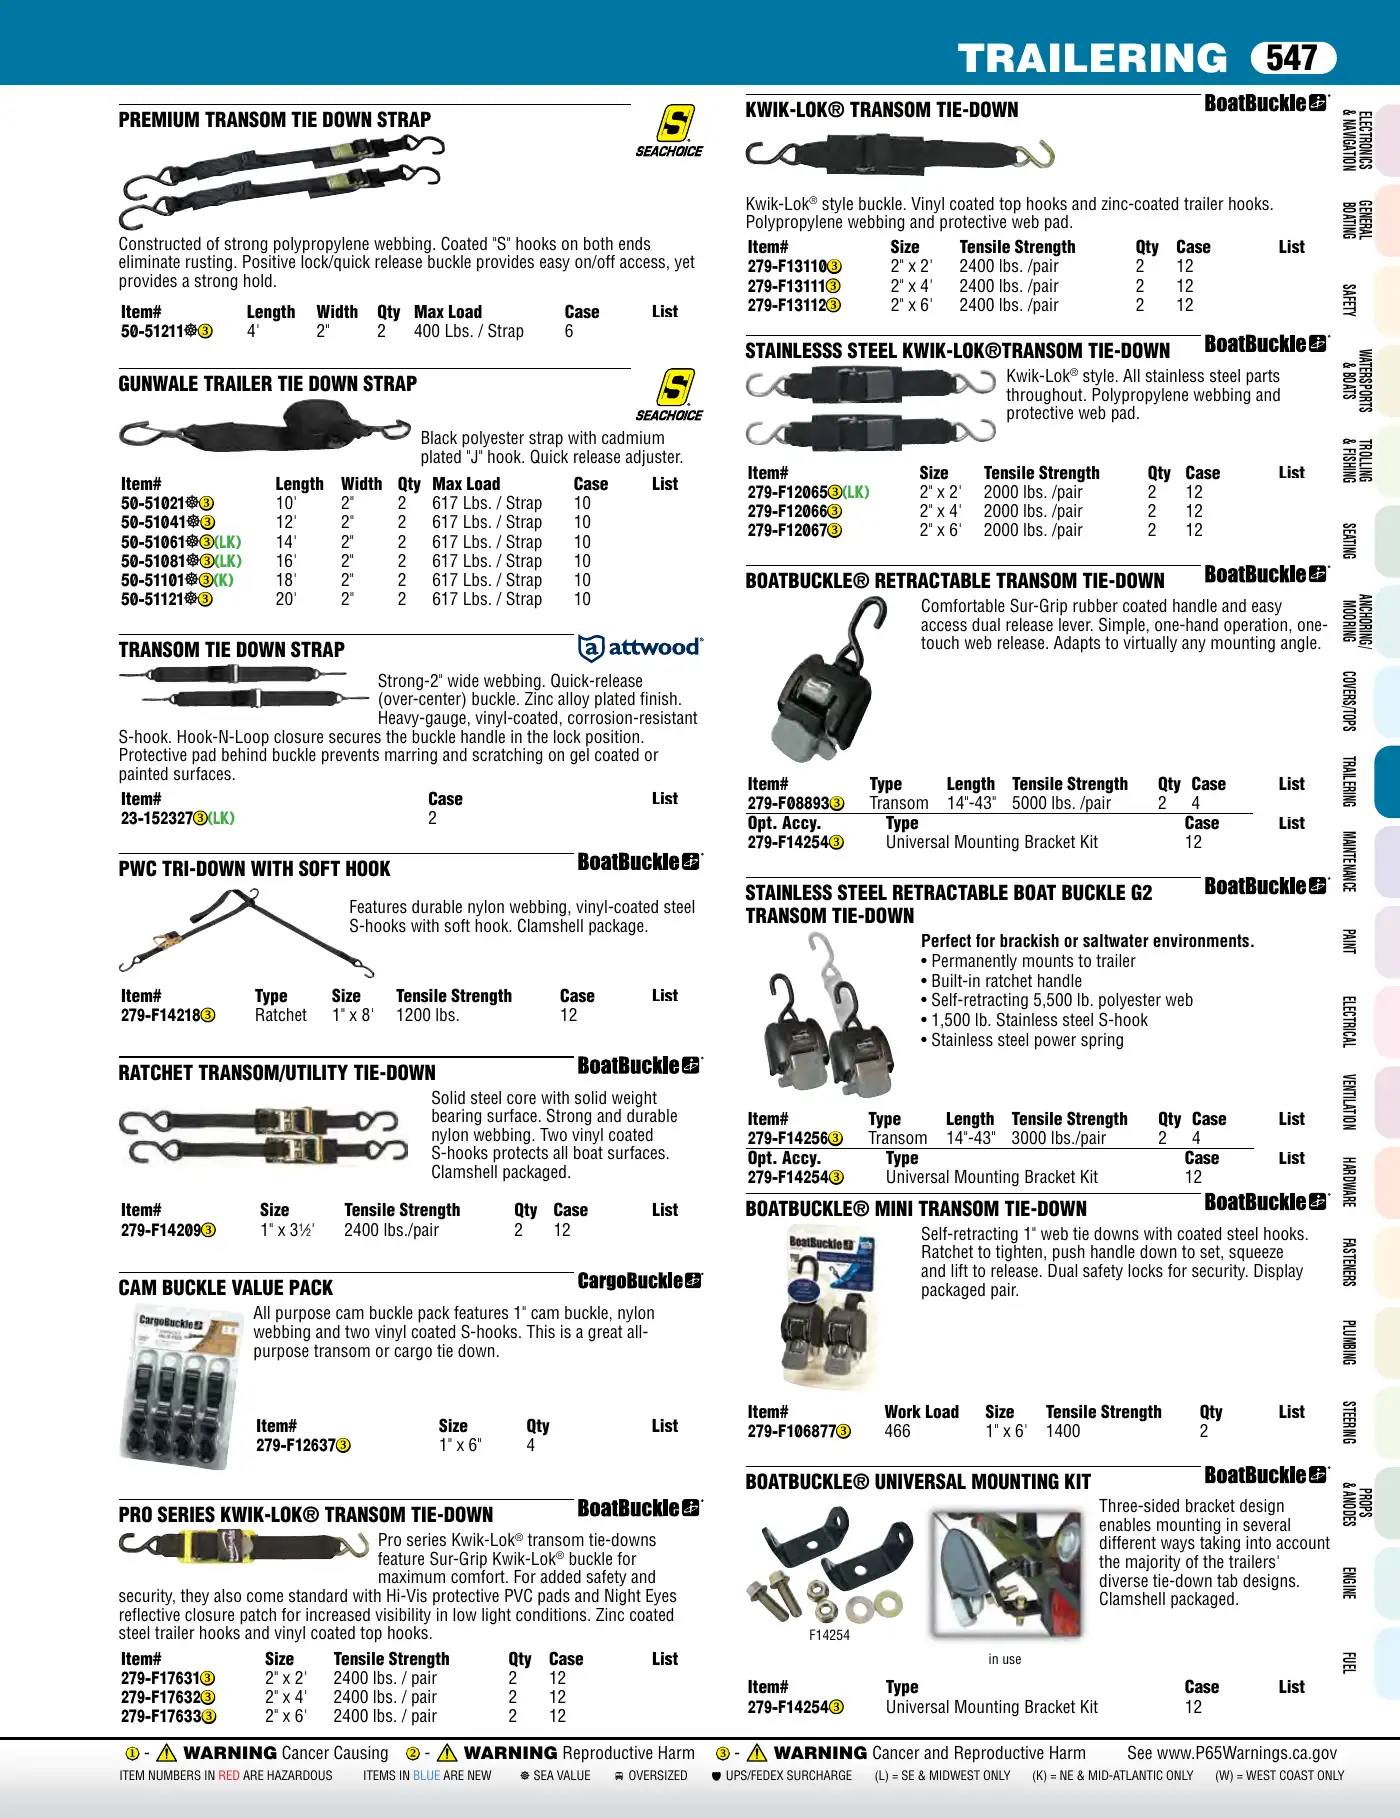 TRAILERING 547
PREMIUM TRANSOM TIE DOWN STRAP
SEACHOICE
Constructed of strong polypropylene webbing. Coated "S" hooks on both ends
eliminate rusting. Positive lock/quick release buckle provides easy on/off access, yet
provides a strong hold.
Item# Length Width Qty Max Load Case List
50-51211 3 4' 2" 2 400 Lbs. / Strap 6
GUNWALE TRAILER TIE DOWN STRAP
SEACHOICE
Black polyester strap with cadmium
plated "J" hook. Quick release adjuster.
Item# Length Width Qty Max Load Case List
50-51021 3 10' 2" 2 617 Lbs. / Strap 10
50-51041 3 12' 2" 2 617 Lbs. / Strap 10
50-51061 3 (LK) 14' 2" 2 617 Lbs. / Strap 10
50-51081 3 (LK) 16' 2" 2 617 Lbs. / Strap 10
50-51101 3 (K) 18' 2" 2 617 Lbs. / Strap 10
50-51121 3 20' 2" 2 617 Lbs. / Strap 10
TRANSOM TIE DOWN STRAP
attwood
Strong-2" wide webbing. Quick-release
(over-center) buckle. Zinc alloy plated finish.
Heavy-gauge, vinyl-coated, corrosion-resistant
S-hook. Hook-N-Loop closure secures the buckle handle in the lock position.
Protective pad behind buckle prevents marring and scratching on gel coated or
painted surfaces.
Item# Case List
23-152327 3 (LK) 2
PWC TRI-DOWN WITH SOFT HOOK
BoatBuckle
Features durable nylon webbing, vinyl-coated steel
S-hooks with soft hook. Clamshell package.
Item# Type Size Tensile Strength Case List
279-F14218 3 Ratchet 1" x 8' 1200 lbs. 12
RATCHET TRANSOM/UTILITY TIE-DOWN
BoatBuckle
Solid steel core with solid weight
bearing surface. Strong and durable
nylon webbing. Two vinyl coated
S-hooks protects all boat surfaces.
Clamshell packaged.
Item# Size Tensile Strength Qty Case List
279-F14209 3 1" x 3½' 2400 lbs./pair 2 12
CAM BUCKLE VALUE PACK
CargoBuckle
CargoBuckle
All purpose cam buckle pack features 1" cam buckle, nylon
webbing and two vinyl coated S-hooks. This is a great all-
purpose transom or cargo tie down.
Item# Size Qty List
279-F12637 3 1" x 6" 4
PRO SERIES KWIK-LOK® TRANSOM TIE-DOWN
BoatBuckle
Pro series Kwik-Lok® transom tie-downs
feature Sur-Grip Kwik-Lok® buckle for
maximum comfort. For added safety and
security, they also come standard with Hi-Vis protective PVC pads and Night Eyes
reflective closure patch for increased visibility in low light conditions. Zinc coated
steel trailer hooks and vinyl coated top hooks.
Item# Size Tensile Strength Qty Case List
279-F17631 3 2" x 2' 2400 lbs. / pair 2 12
279-F17632 3 2" x 4' 2400 lbs. / pair 2 12
279-F17633 3 2" x 6' 2400 lbs. / pair 2 12
KWIK-LOK® TRANSOM TIE-DOWN
BoatBuckle
Kwik-Lok® style buckle. Vinyl coated top hooks and zinc-coated trailer hooks.
Polypropylene webbing and protective web pad.
Item# Size Tensile Strength Qty Case List
279-F13110 3 2" x 2' 2400 lbs. /pair 2 12
279-F13111 3 2" x 4' 2400 lbs. /pair 2 12
279-F13112 3 2" x 6' 2400 lbs. /pair 2 12
STAINLESSS STEEL KWIK-LOK®TRANSOM TIE-DOWN
BoatBuckle
Kwik-Lok® style. All stainless steel parts
throughout. Polypropylene webbing and
protective web pad.
Item# Size Tensile Strength Qty Case List
279-F12065 3 (LK) 2" x 2' 2000 lbs. /pair 2 12
279-F12066 3 2" x 4' 2000 lbs. /pair 2 12
279-F12067 3 2" x 6' 2000 lbs. /pair 2 12
BOATBUCKLE® RETRACTABLE TRANSOM TIE-DOWN
BoatBuckle
Comfortable Sur-Grip rubber coated handle and easy
access dual release lever. Simple, one-hand operation, one-
touch web release. Adapts to virtually any mounting angle.
Item# Type Length Tensile Strength Qty Case List
279-F08893 3 Transom 14"-43" 5000 lbs. /pair 2 4
Opt. Accy. Type Case List
279-F14254 3 Universal Mounting Bracket Kit 12
STAINLESS STEEL RETRACTABLE BOAT BUCKLE G2
TRANSOM TIE-DOWN
BoatBuckle
Perfect for brackish or saltwater environments.
• Permanently mounts to trailer
• Built-in ratchet handle
• Self-retracting 5,500 lb. polyester web
• 1,500 lb. Stainless steel S-hook
• Stainless steel power spring
Item# Type Length Tensile Strength Qty Case List
279-F14256 3 Transom 14"-43" 3000 lbs./pair 2 4
Opt. Accy. Type Case List
279-F14254 3 Universal Mounting Bracket Kit 12
BOATBUCKLE® MINI TRANSOM TIE-DOWN
BoatBuckle
BoatBuckle
Self-retracting 1" web tie downs with coated steel hooks.
Ratchet to tighten, push handle down to set, squeeze
and lift to release. Dual safety locks for security. Display
packaged pair.
Item# Work Load Size Tensile Strength Qty List
279-F106877 3 466 1" x 6' 1400 2
BOATBUCKLE® UNIVERSAL MOUNTING KIT
BoatBuckle
Three-sided bracket design
enables mounting in several
different ways taking into account
the majority of the trailers'
diverse tie-down tab designs.
Clamshell packaged.
F14254
in use
Item# Type Case List
279-F14254 3 Universal Mounting Bracket Kit 12
ELECTRONICS
& NAVIGATION
GENERAL
BOATING
SAFETY
WATERSPORTS
& BOATS
TROLLING
& FISHING
SEATING
ANCHORING/
MOORING
COVERS/TOPS
TRAILERING
MAINTENANCE
PAINT
ELECTRICAL
VENTILATION
HARDWARE
FASTENERS
PLUMBING
STEERING
PROPS
& ANODES
ENGINE
FUEL
1 - WARNING Cancer Causing 2 - WARNING Reproductive Harm 3 - WARNING Cancer and Reproductive Harm See www.P65Warnings.ca.gov
ITEM NUMBERS IN RED ARE HAZARDOUS ITEMS IN BLUE ARE NEW SEA VALUE OVERSIZED UPS/FEDEX SURCHARGE (L) = SE & MIDWEST ONLY (K) = NE & MID-ATLANTIC ONLY (W) = WEST COAST ONLY